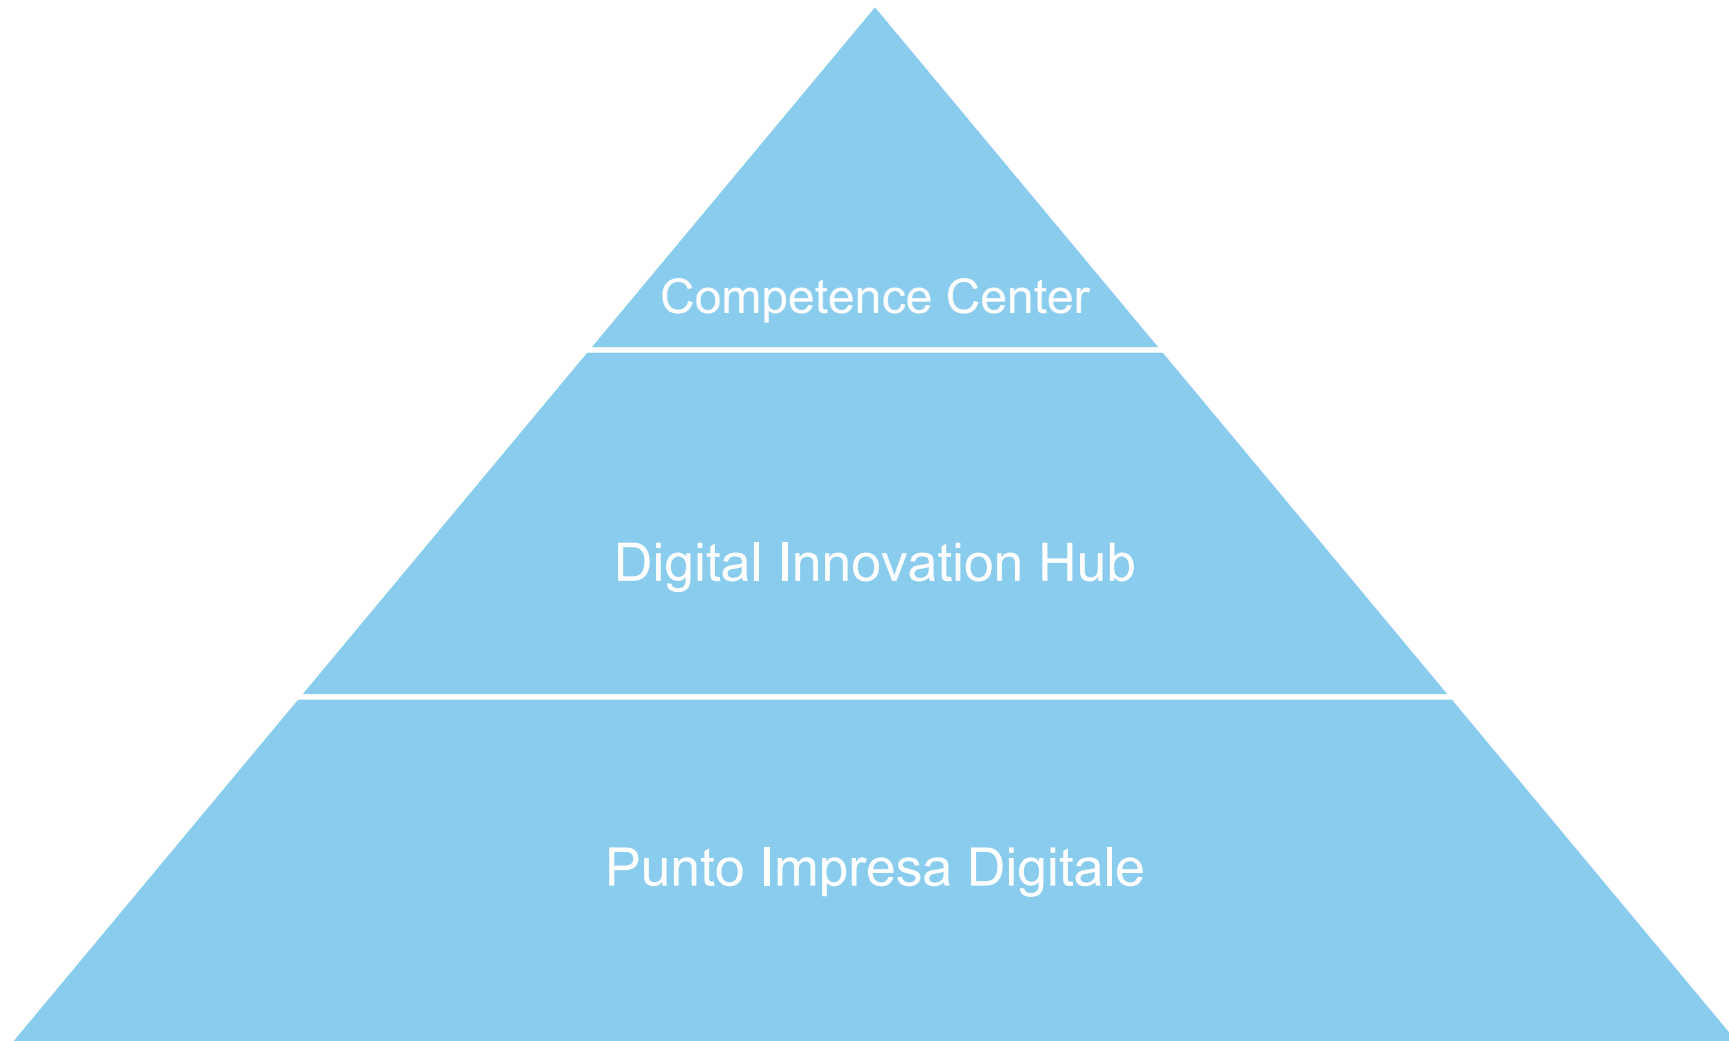 Competence Center
Digital Innovation Hub
Punto Impresa Digitale